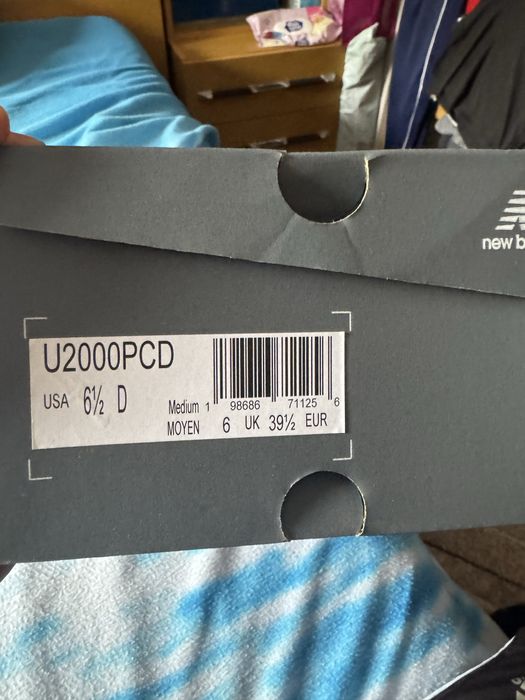 new b
U2000PCD
USA 6½ D Medium
MOYEN 6 UK 39½ EUR
1 98686 71125 6